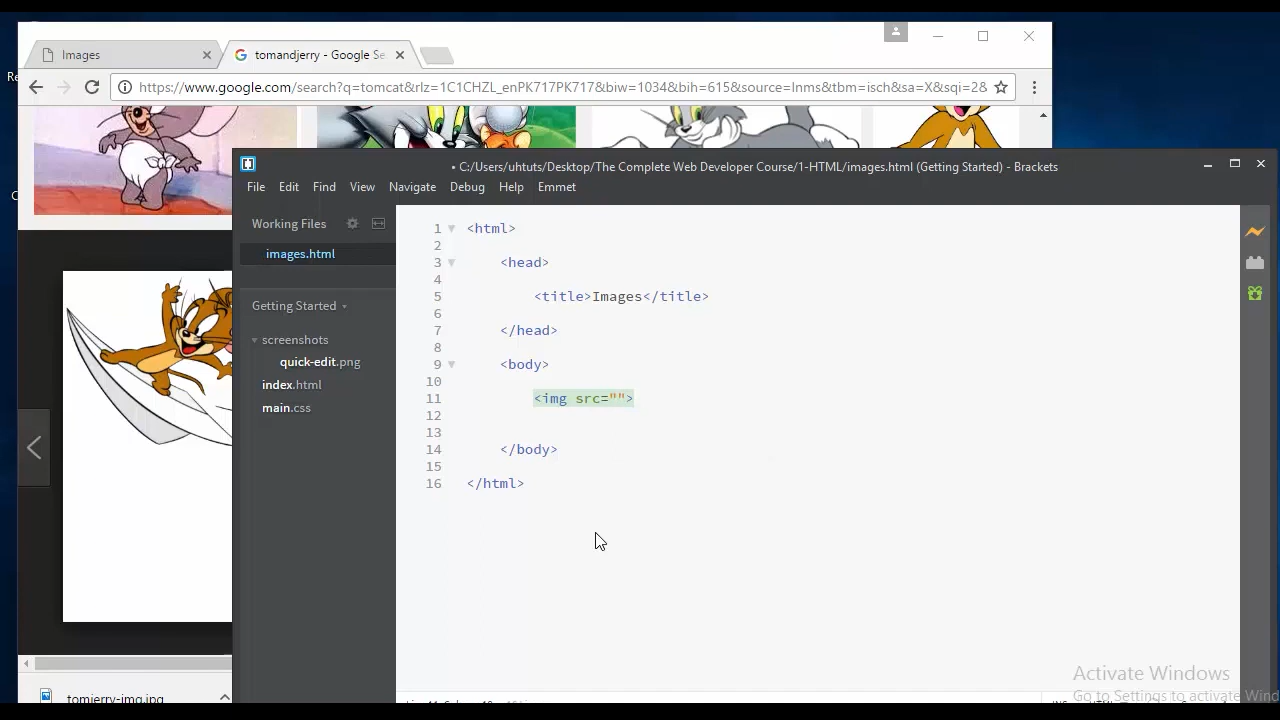 Images
tomandjerry - Google Se
https://www.google.com/search?q=tomcat&rlz=1C1CHZL_enPK717PK717&biw=1034&bih=615&source=lnms&tbm=isch&sa=X&sqi=2&
• C:/Users/uhtuts/Desktop/The Complete Web Developer Course/1-HTML/images.html (Getting Started) - Brackets
File Edit Find View Navigate Debug Help Emmet
Working Files
images.html
Getting Started
screenshots
quick-edit.png
index.html
main.css
1 <html>
2
3 <head>
4
5 <title>Images</title>
6
7 </head>
8
9 <body>
10
11 <img src="">
12
13
14 </body>
15
16 </html>
tomjerry-img.jpg
Activate Windows
Go to Settings to activate Wind